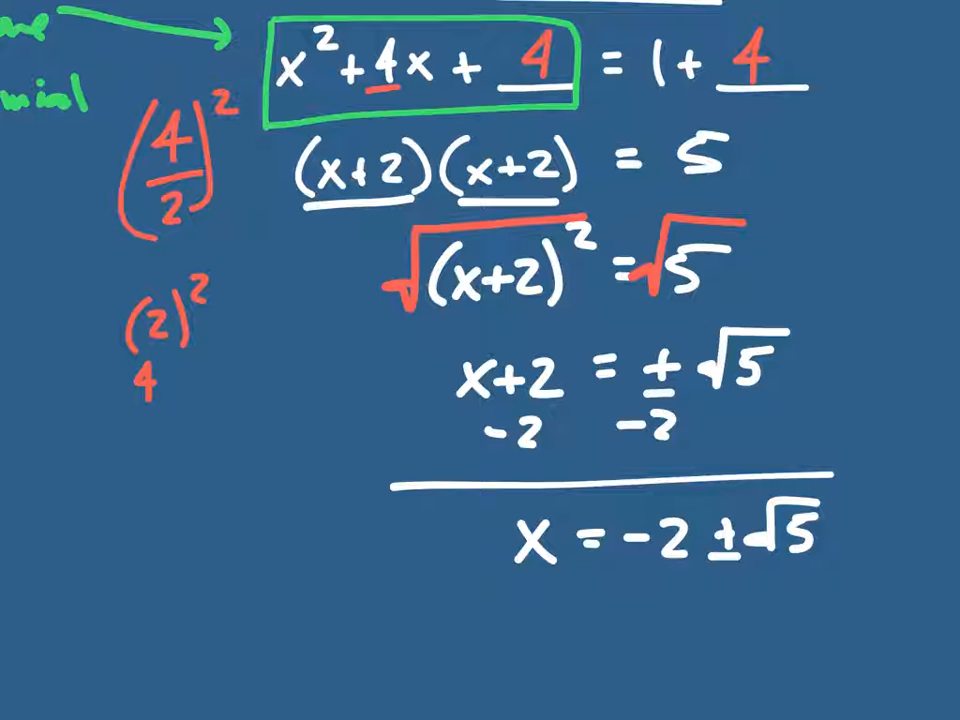 x² + 4x + 4 = 1 + 4
(4/2)²
(x+2)(x+2) = 5
√(x+2)² = √5
(2)²
4
x+2 = ± √5
-2 -2
x = -2 ± √5